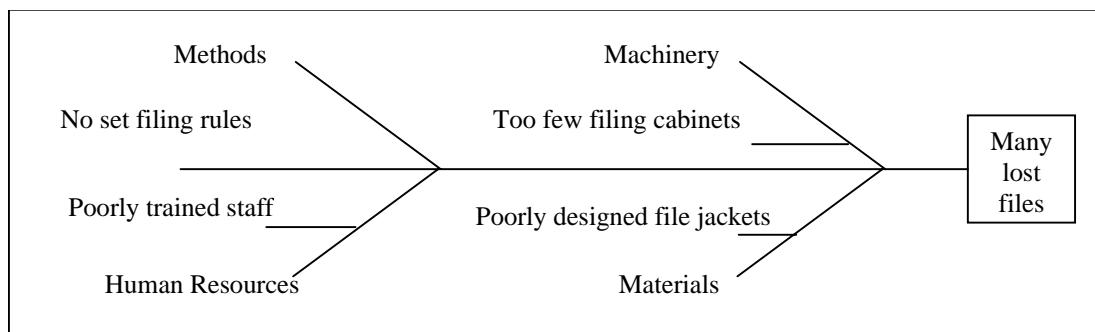 Methods
Machinery
No set filing rules
Too few filing cabinets
Many
lost
files
Poorly trained staff
Poorly designed file jackets
Human Resources
Materials